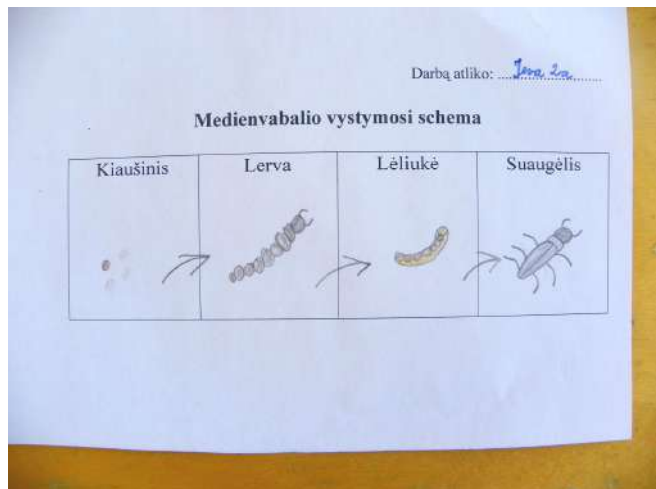 Darbą atliko: Ieva 2a
Medienvabalio vystymosi schema
Kiaušinis Lerva Lėliukė Suaugėlis